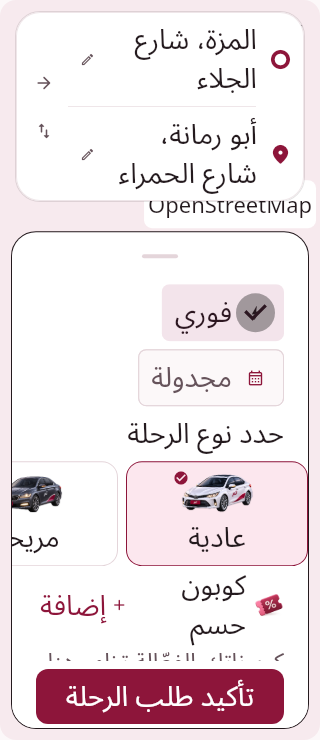 المزة، شارع
الجلاء
أبو رمانة،
شارع الحمراء
OpenStreetMap
فوري
مجدولة
حدد نوع الرحلة
عادية
مريحة
كوبون
حسم
+ إضافة
تأكيد طلب الرحلة